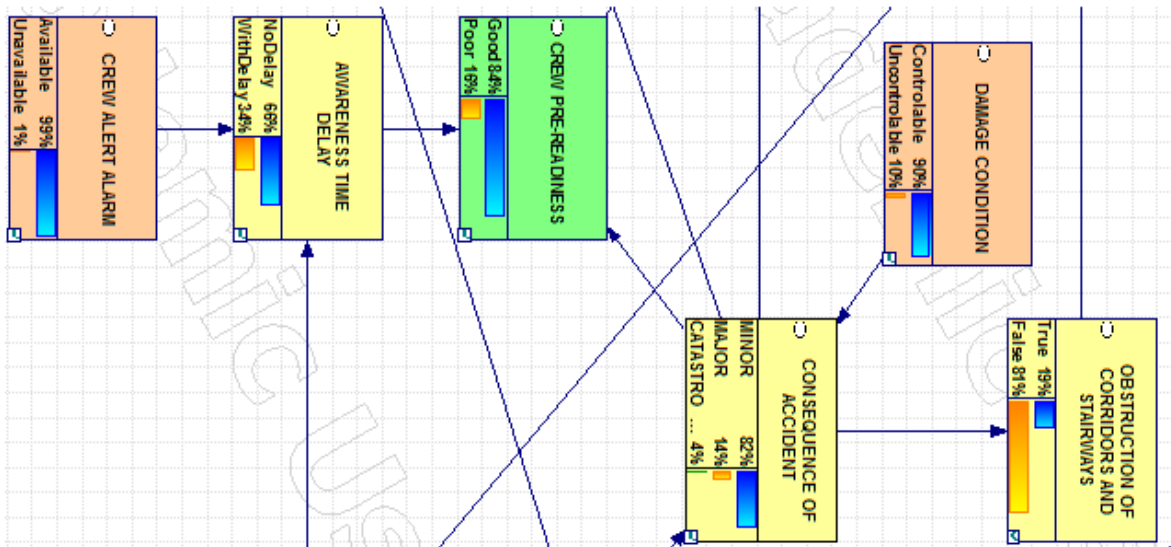 CREW ALERT ALARM
Available 99%
Unavailable 1%
AWARENESS TIME
DELAY
NoDelay 66%
WithDelay 34%
CREW PRE-READINESS
Good 84%
Poor 16%
DAMAGE CONDITION
Controlable 90%
Uncontrolable 10%
CONSEQUENCE OF
ACCIDENT
MINOR 82%
MAJOR 14%
CATASTRO ... 4%
OBSTRUCTION OF
CORRIDORS AND
STAIRWAYS
True 19%
False 81%